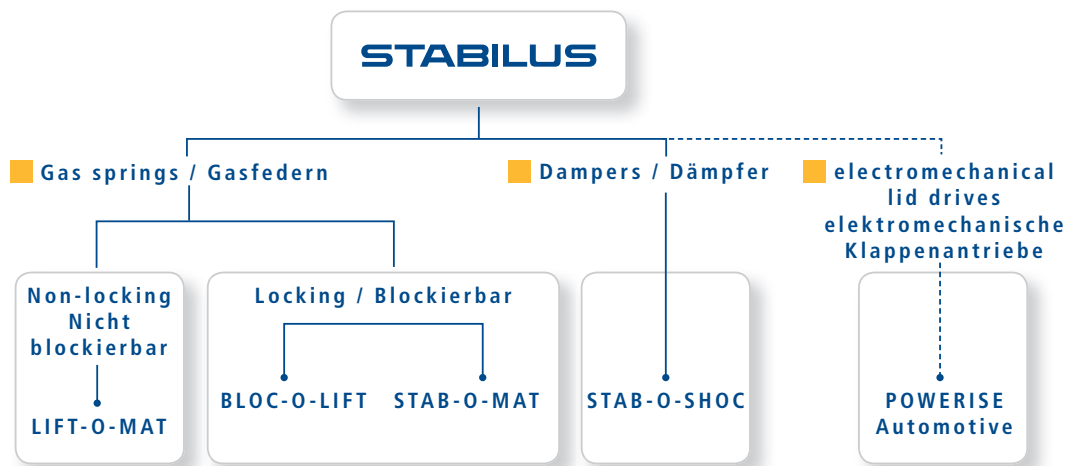 STABILUS
Gas springs / Gasfedern
Dampers / Dämpfer
electromechanical
lid drives
elektromechanische
Klappenantriebe
Non-locking
Nicht
blockierbar
LIFT-O-MAT
Locking / Blockierbar
BLOC-O-LIFT
STAB-O-MAT
STAB-O-SHOC
POWERISE
Automotive